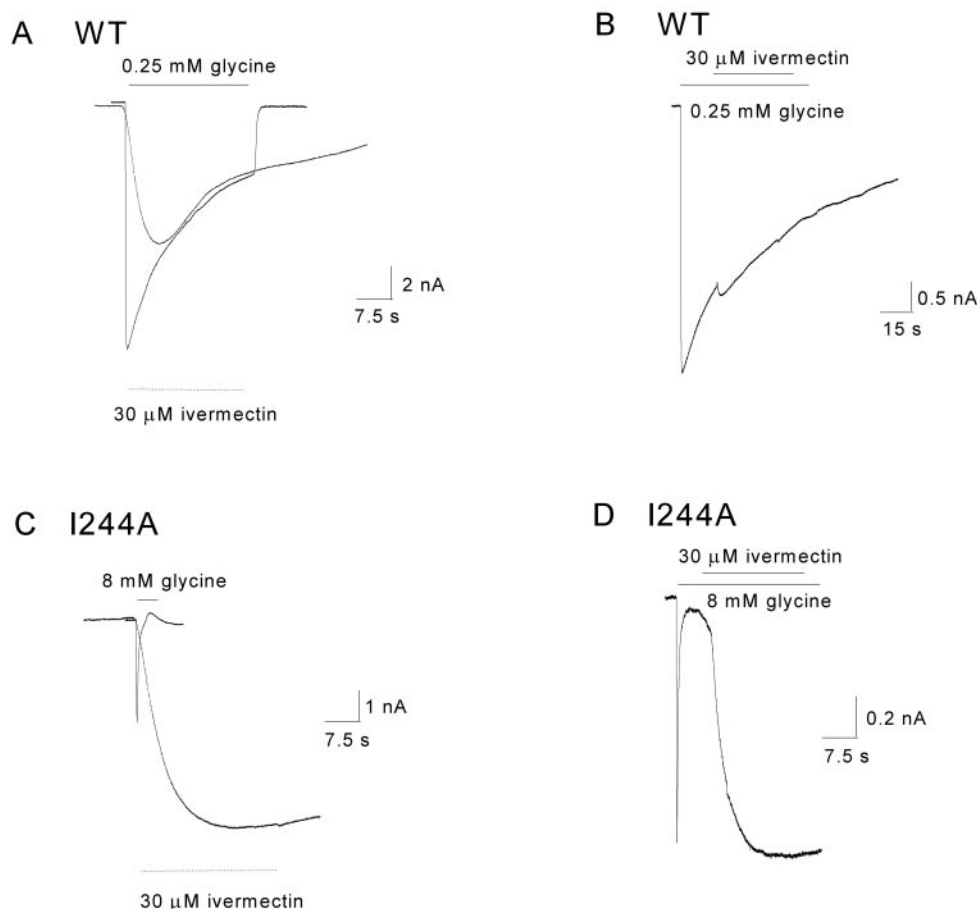 A WT
0.25 mM glycine
2 nA
7.5 s
30 μM ivermectin
B WT
30 μM ivermectin
0.25 mM glycine
0.5 nA
15 s
C I244A
8 mM glycine
1 nA
7.5 s
30 μM ivermectin
D I244A
30 μM ivermectin
8 mM glycine
0.2 nA
7.5 s